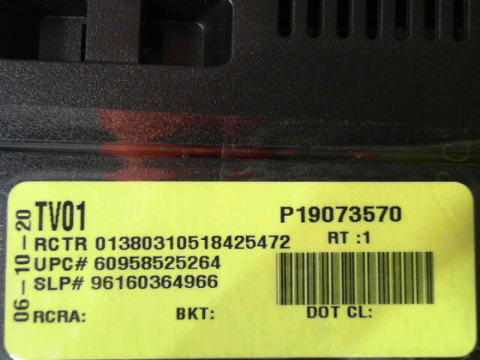 06-10-20
TV01 P19073570
RCTR 01380310518425472 RT :1
UPC# 60958525264
SLP# 96160364966
RCRA: BKT: DOT CL: